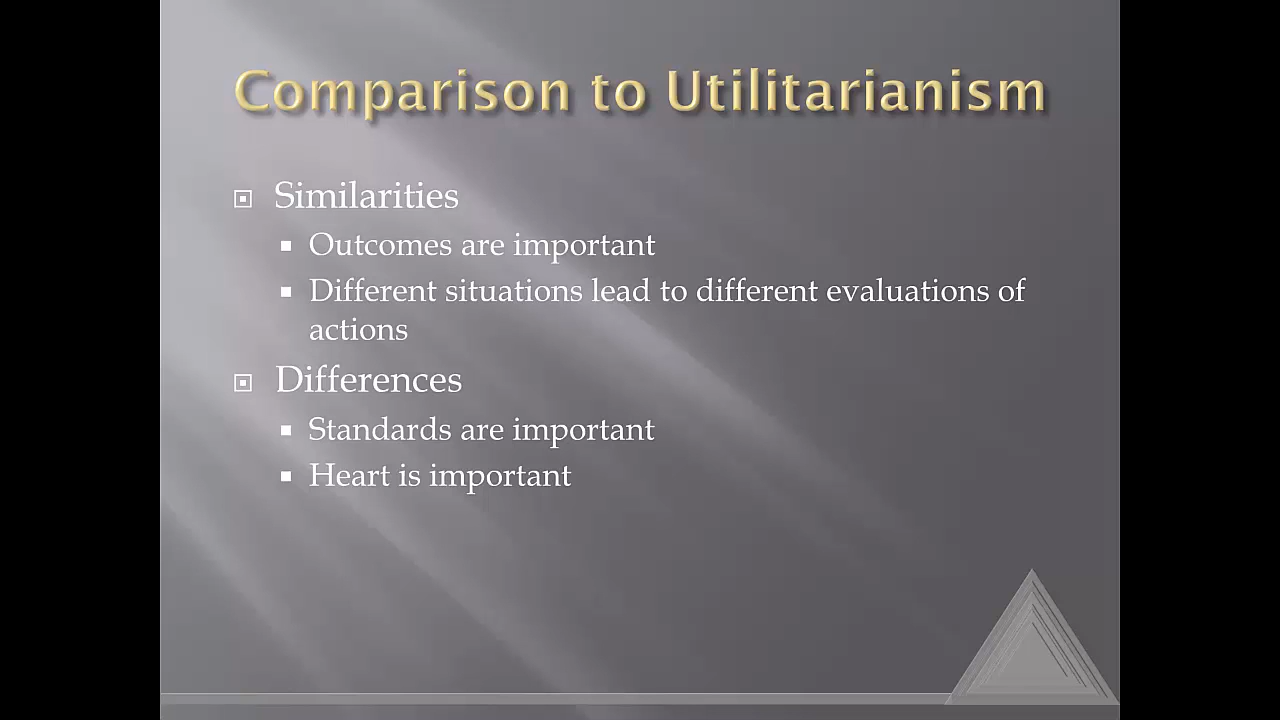 Comparison to Utilitarianism
Similarities
Outcomes are important
Different situations lead to different evaluations of
actions
Differences
Standards are important
Heart is important